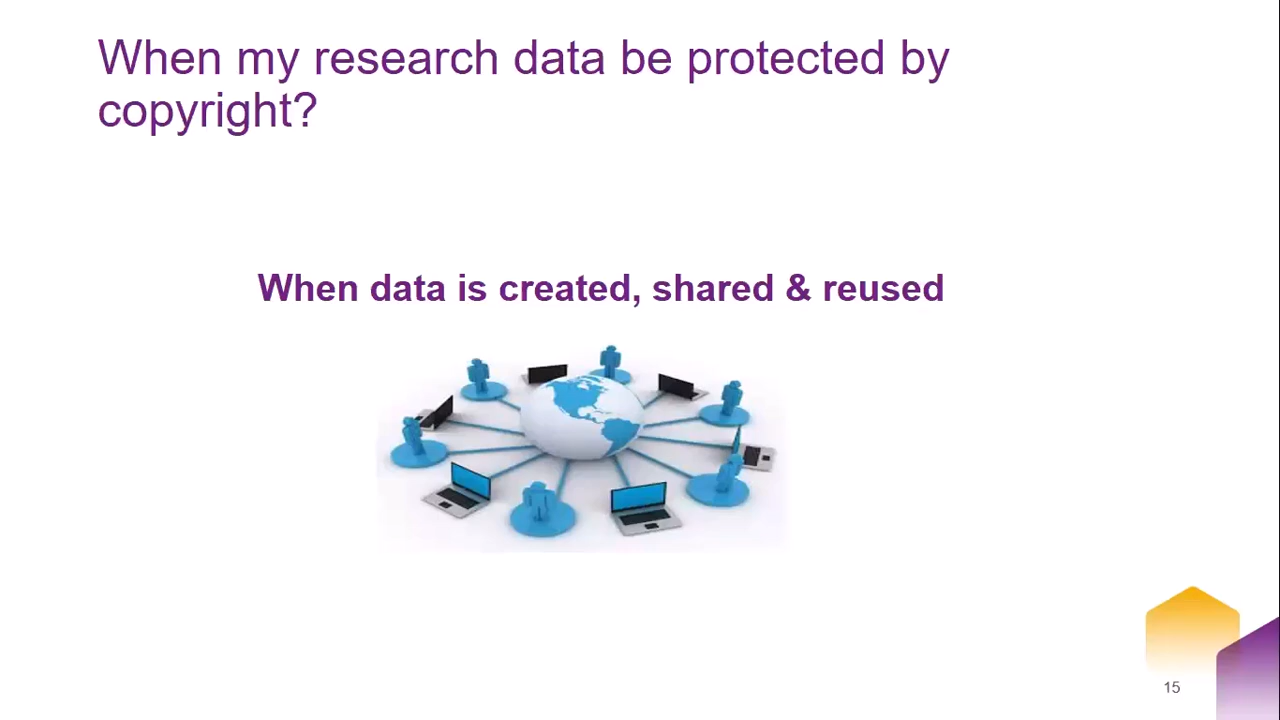 When my research data be protected by
copyright?
When data is created, shared & reused
15